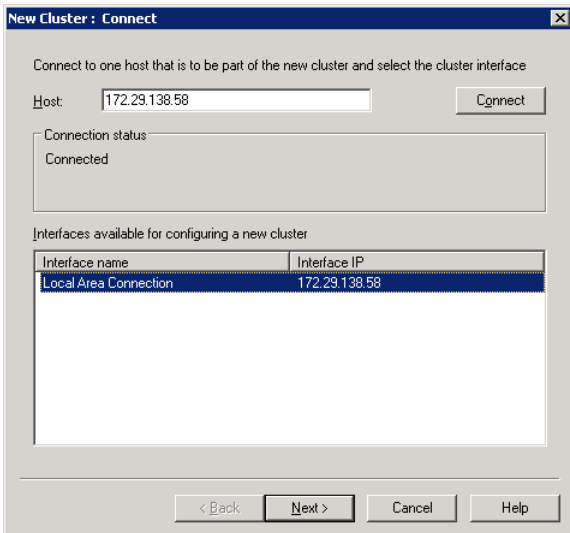 New Cluster : Connect
Connect to one host that is to be part of the new cluster and select the cluster interface
Host: 172.29.138.58 Connect
Connection status
Connected
Interfaces available for configuring a new cluster
Interface name Interface IP
Local Area Connection 172.29.138.58
< Back Next > Cancel Help